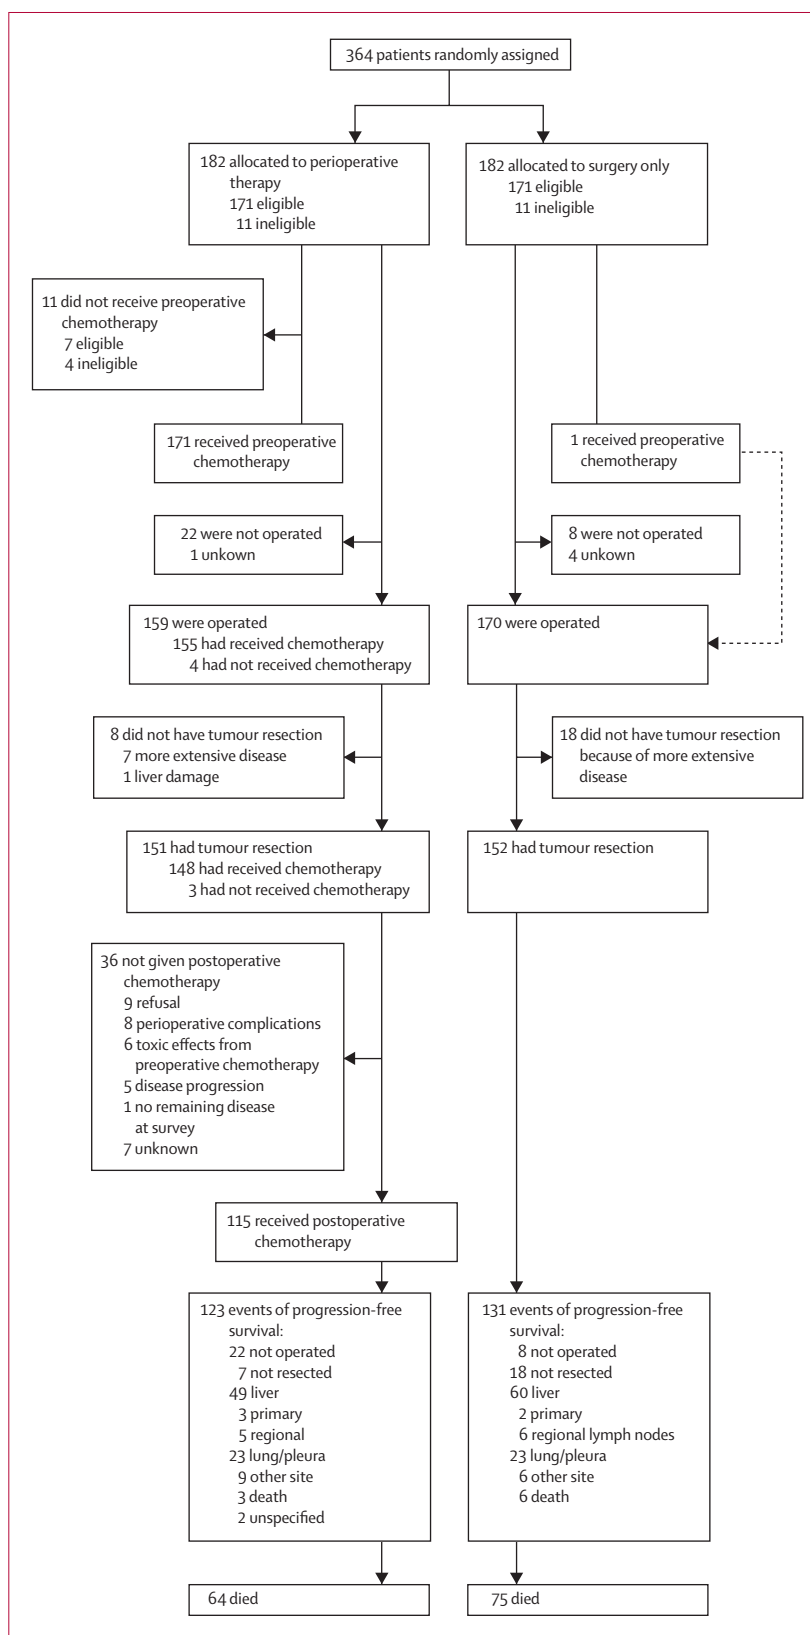 364 patients randomly assigned
182 allocated to perioperative
therapy
171 eligible
11 ineligible
182 allocated to surgery only
171 eligible
11 ineligible
11 did not receive preoperative
chemotherapy
7 eligible
4 ineligible
171 received preoperative
chemotherapy
1 received preoperative
chemotherapy
22 were not operated
1 unkown
8 were not operated
4 unkown
159 were operated
155 had received chemotherapy
4 had not received chemotherapy
170 were operated
8 did not have tumour resection
7 more extensive disease
1 liver damage
18 did not have tumour resection
because of more extensive
disease
151 had tumour resection
148 had received chemotherapy
3 had not received chemotherapy
152 had tumour resection
36 not given postoperative
chemotherapy
9 refusal
8 perioperative complications
6 toxic effects from
preoperative chemotherapy
5 disease progression
1 no remaining disease
at survey
7 unknown
115 received postoperative
chemotherapy
123 events of progression-free
survival:
22 not operated
7 not resected
49 liver
3 primary
5 regional
23 lung/pleura
9 other site
3 death
2 unspecified
131 events of progression-free
survival:
8 not operated
18 not resected
60 liver
2 primary
6 regional lymph nodes
23 lung/pleura
6 other site
6 death
64 died
75 died